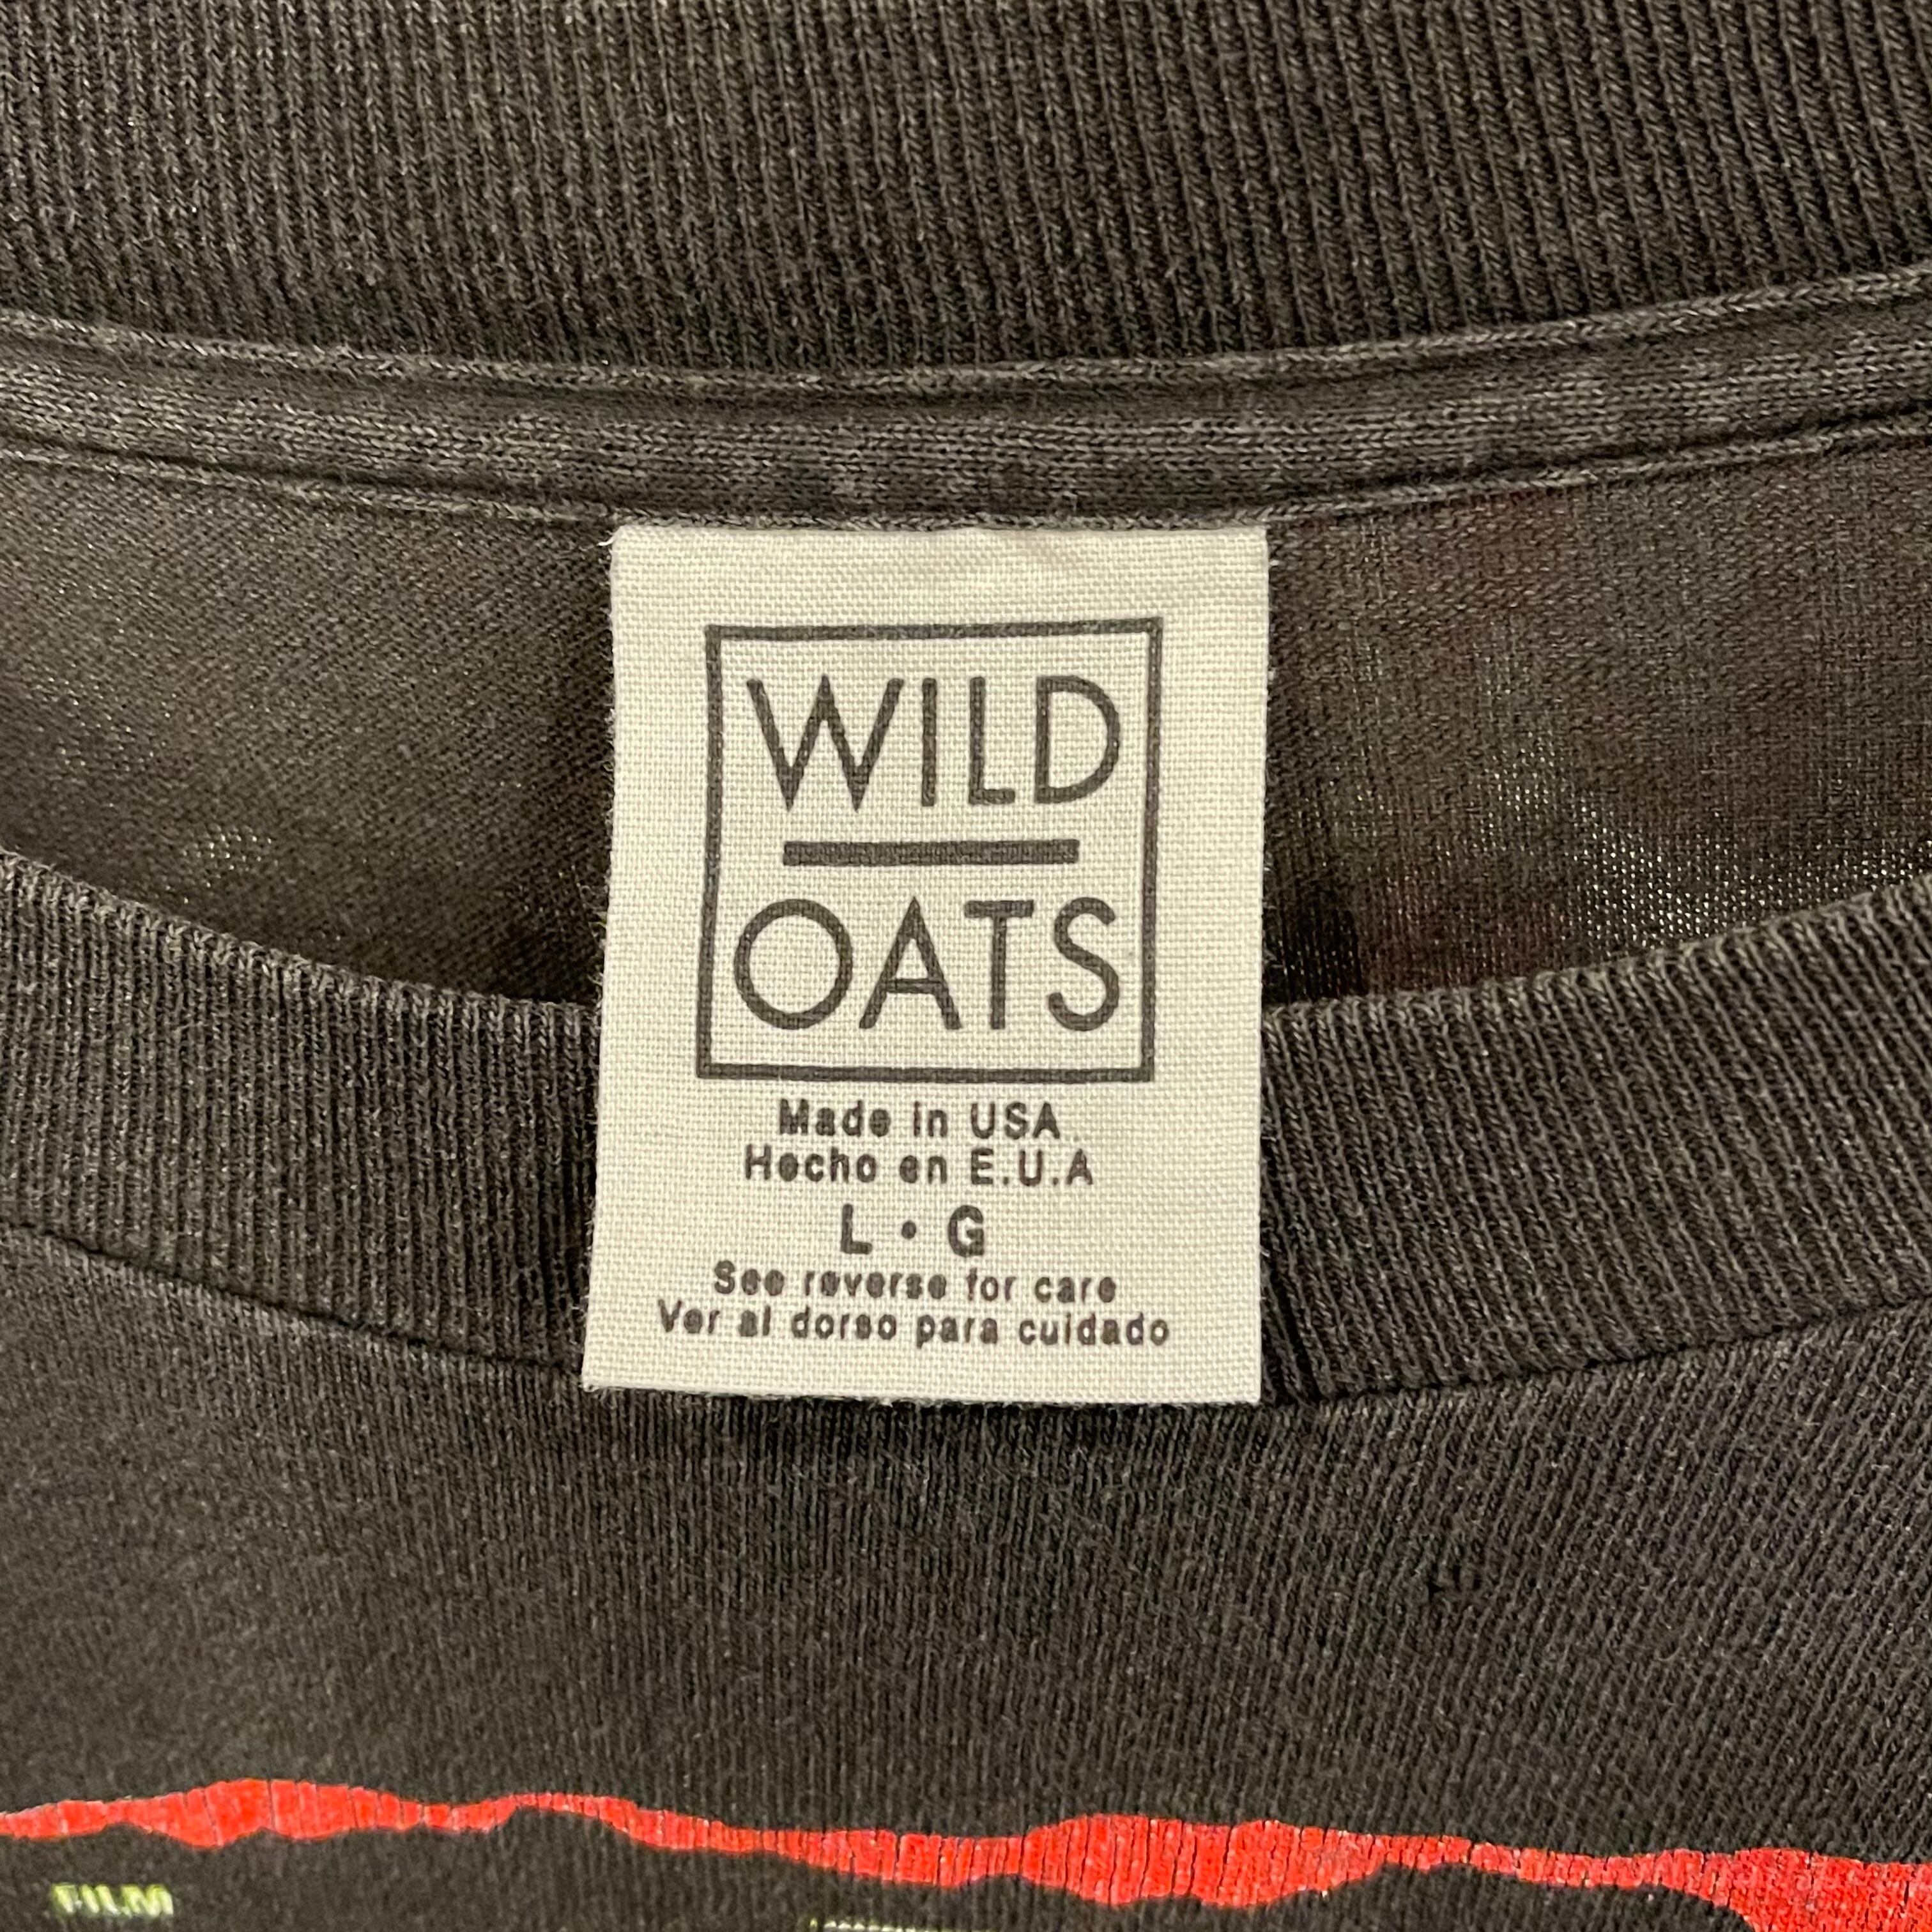 WILD
OATS
Made in USA
Hecho en E.U.A
L • G
See reverse for care
Ver al dorso para cuidado
FILM